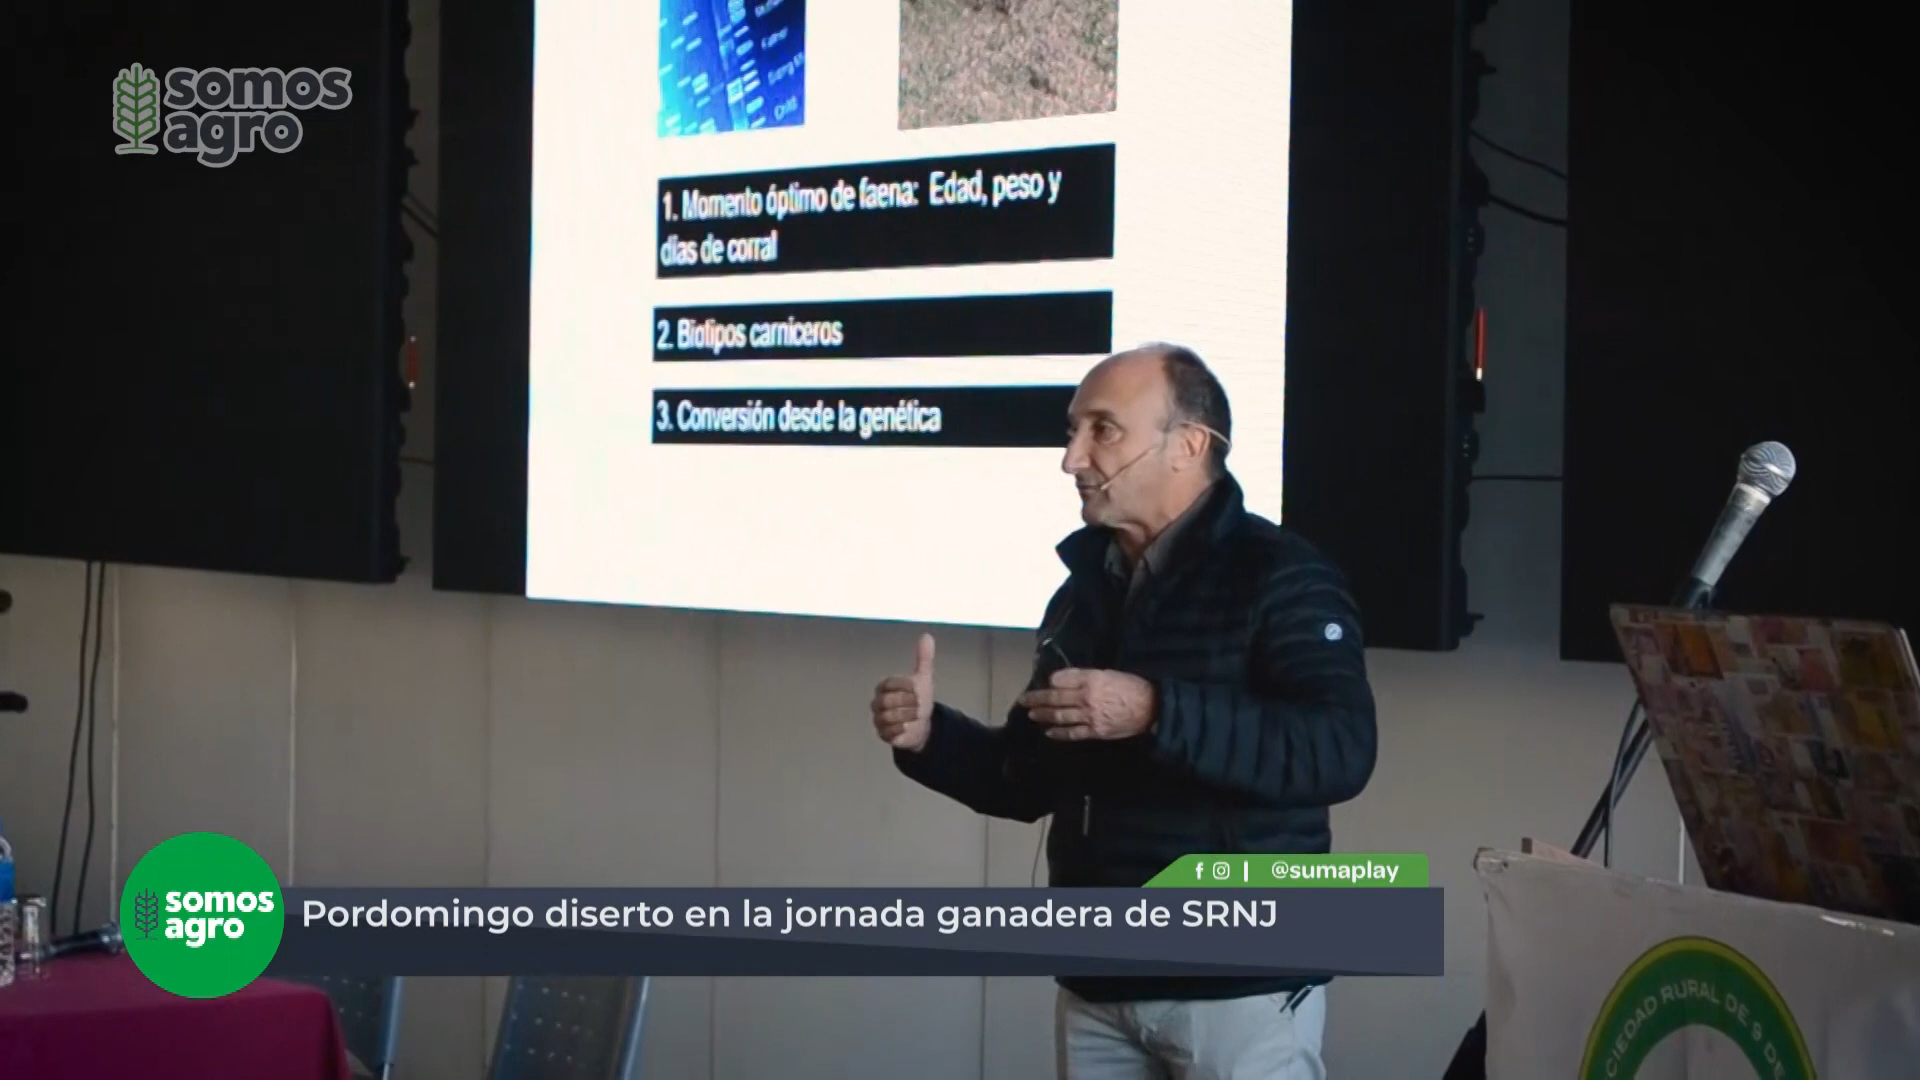 somos
agro
1. Momento óptimo de faena: Edad, peso y
días de corral
2. Biotipos carniceros
3. Conversión desde la genética
@sumaplay
somos
agro
Pordomingo diserto en la jornada ganadera de SRNJ
CIEDAD RURAL DE 9 DE